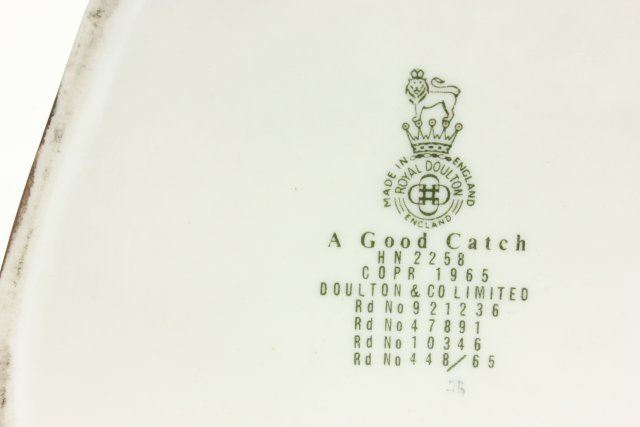 MADE IN ENGLAND
ROYAL DOULTON
ENGLAND
A Good Catch
HN 2258
COPR 1965
DOULTON & CO LIMITED
Rd No 921236
Rd No 47891
Rd No 10346
Rd No 448/65